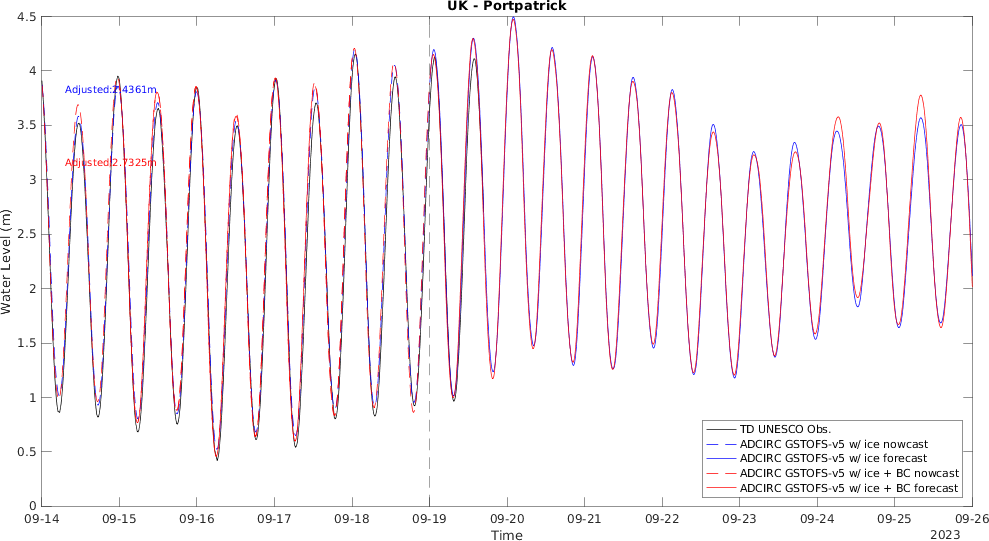 UK - Portpatrick
4.5
4
3.5
3
2.5
2
1.5
1
0.5
0
Water Level (m)
Adjusted:2.4361m
Adjusted:2.7325m
TD UNESCO Obs.
ADCIRC GSTOFS-v5 w/ ice nowcast
ADCIRC GSTOFS-v5 w/ ice forecast
ADCIRC GSTOFS-v5 w/ ice + BC nowcast
ADCIRC GSTOFS-v5 w/ ice + BC forecast
09-14 09-15 09-16 09-17 09-18 09-19 09-20 09-21 09-22 09-23 09-24 09-25 09-26
Time
2023